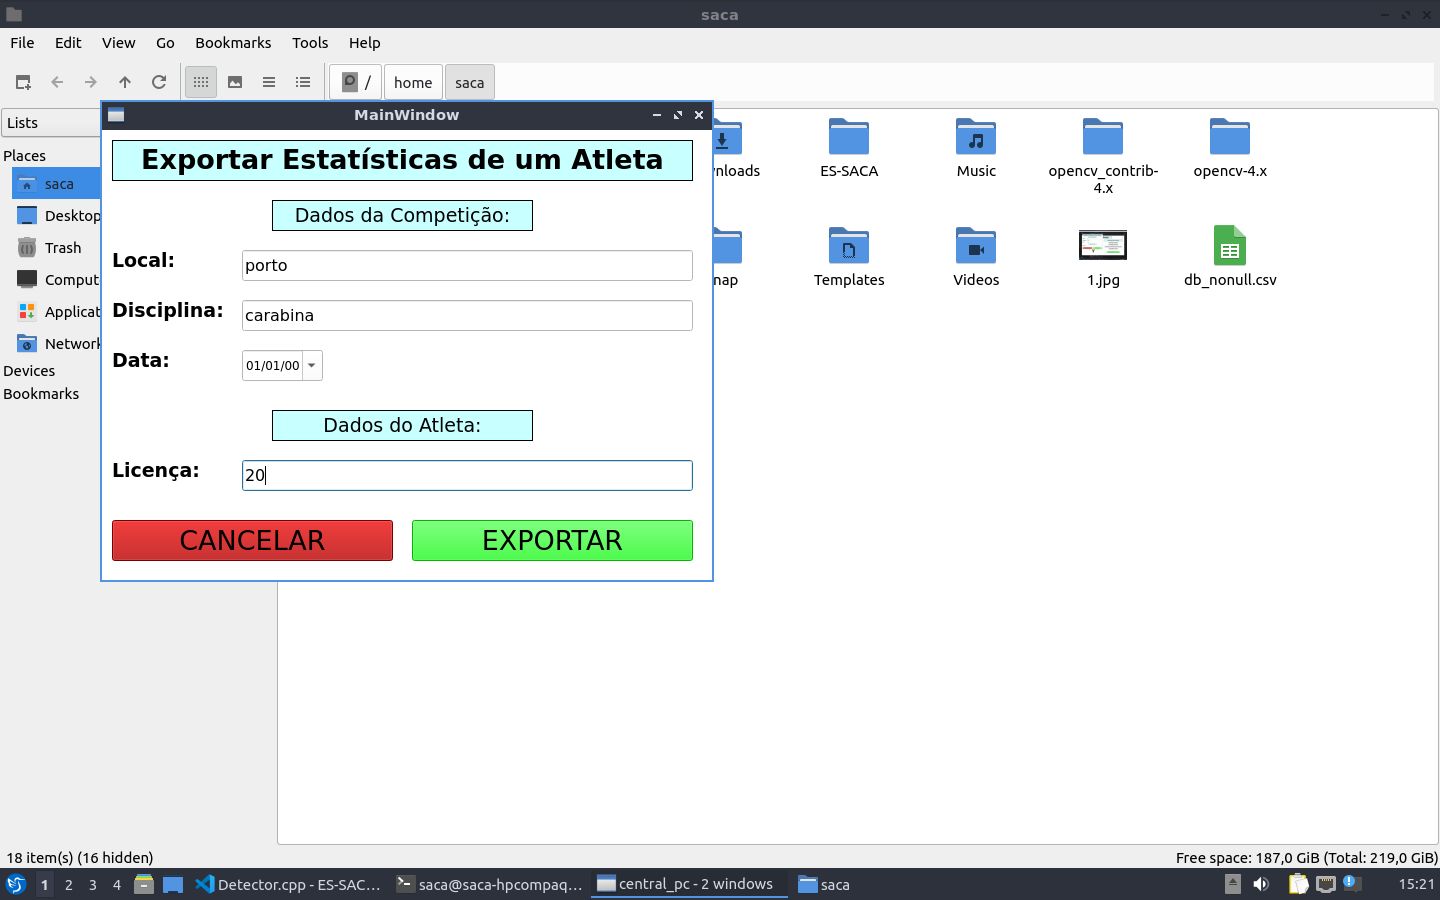 saca
File Edit View Go Bookmarks Tools Help
/ home saca
Lists
Places
saca
Desktop
Trash
Comput
Applicat
Network
Devices
Bookmarks
MainWindow
Exportar Estatísticas de um Atleta
Dados da Competição:
Local: porto
Disciplina: carabina
Data: 01/01/00
Dados do Atleta:
Licença: 20
CANCELAR EXPORTAR
nloads ES-SACA Music opencv_contrib-4.x opencv-4.x
nap Templates Videos 1.jpg db_nonull.csv
18 item(s) (16 hidden) Free space: 187,0 GiB (Total: 219,0 GiB)
1 2 3 4 Detector.cpp - ES-SAC... saca@saca-hpcompaq... central_pc - 2 windows saca 15:21